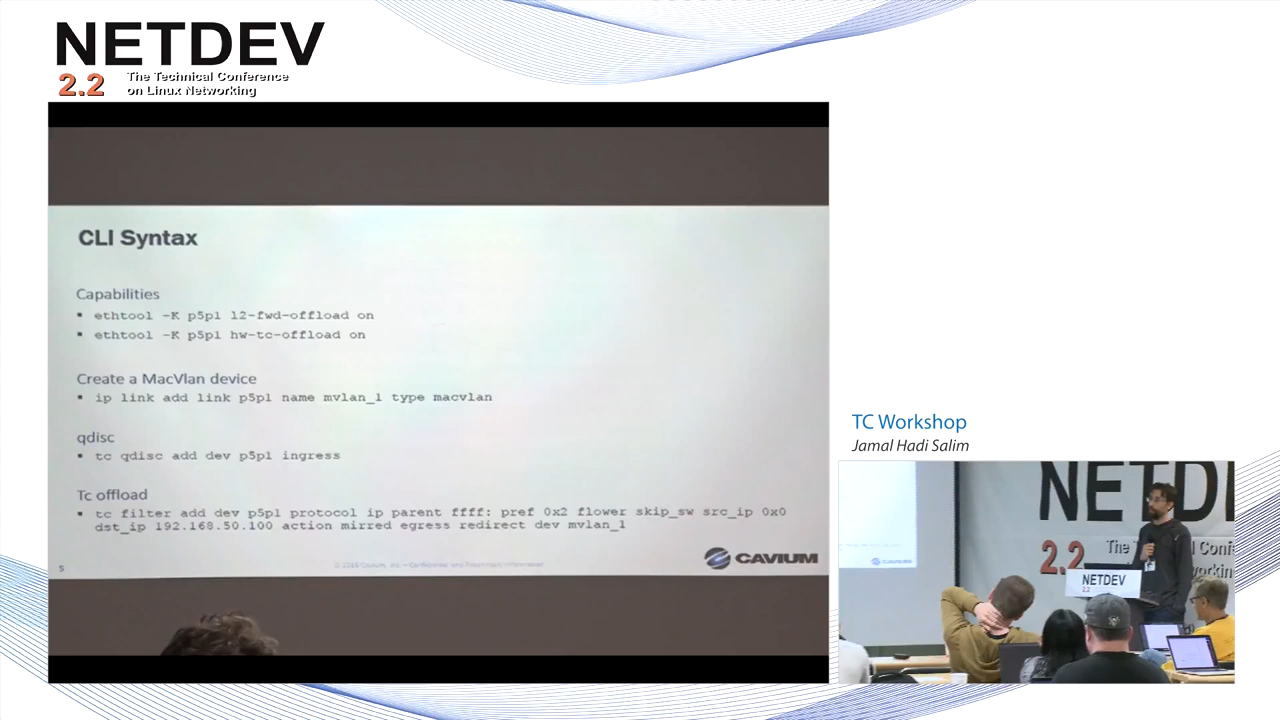 NETDEV
2.2
The Technical Conference
on Linux Networking
CLI Syntax
Capabilities
▪ ethtool -K p5p1 l2-fwd-offload on
▪ ethtool -K p5p1 hw-tc-offload on
Create a MacVlan device
▪ ip link add link p5p1 name mvlan_1 type macvlan
qdisc
▪ tc qdisc add dev p5p1 ingress
Tc offload
▪ tc filter add dev p5p1 protocol ip parent ffff: pref 0x2 flower skip_sw src_ip 0x0
dst_ip 192.168.50.100 action mirred egress redirect dev mvlan_1
5
CAVIUM
TC Workshop
Jamal Hadi Salim
NETDE
2.2
The
NETDEV
2.2